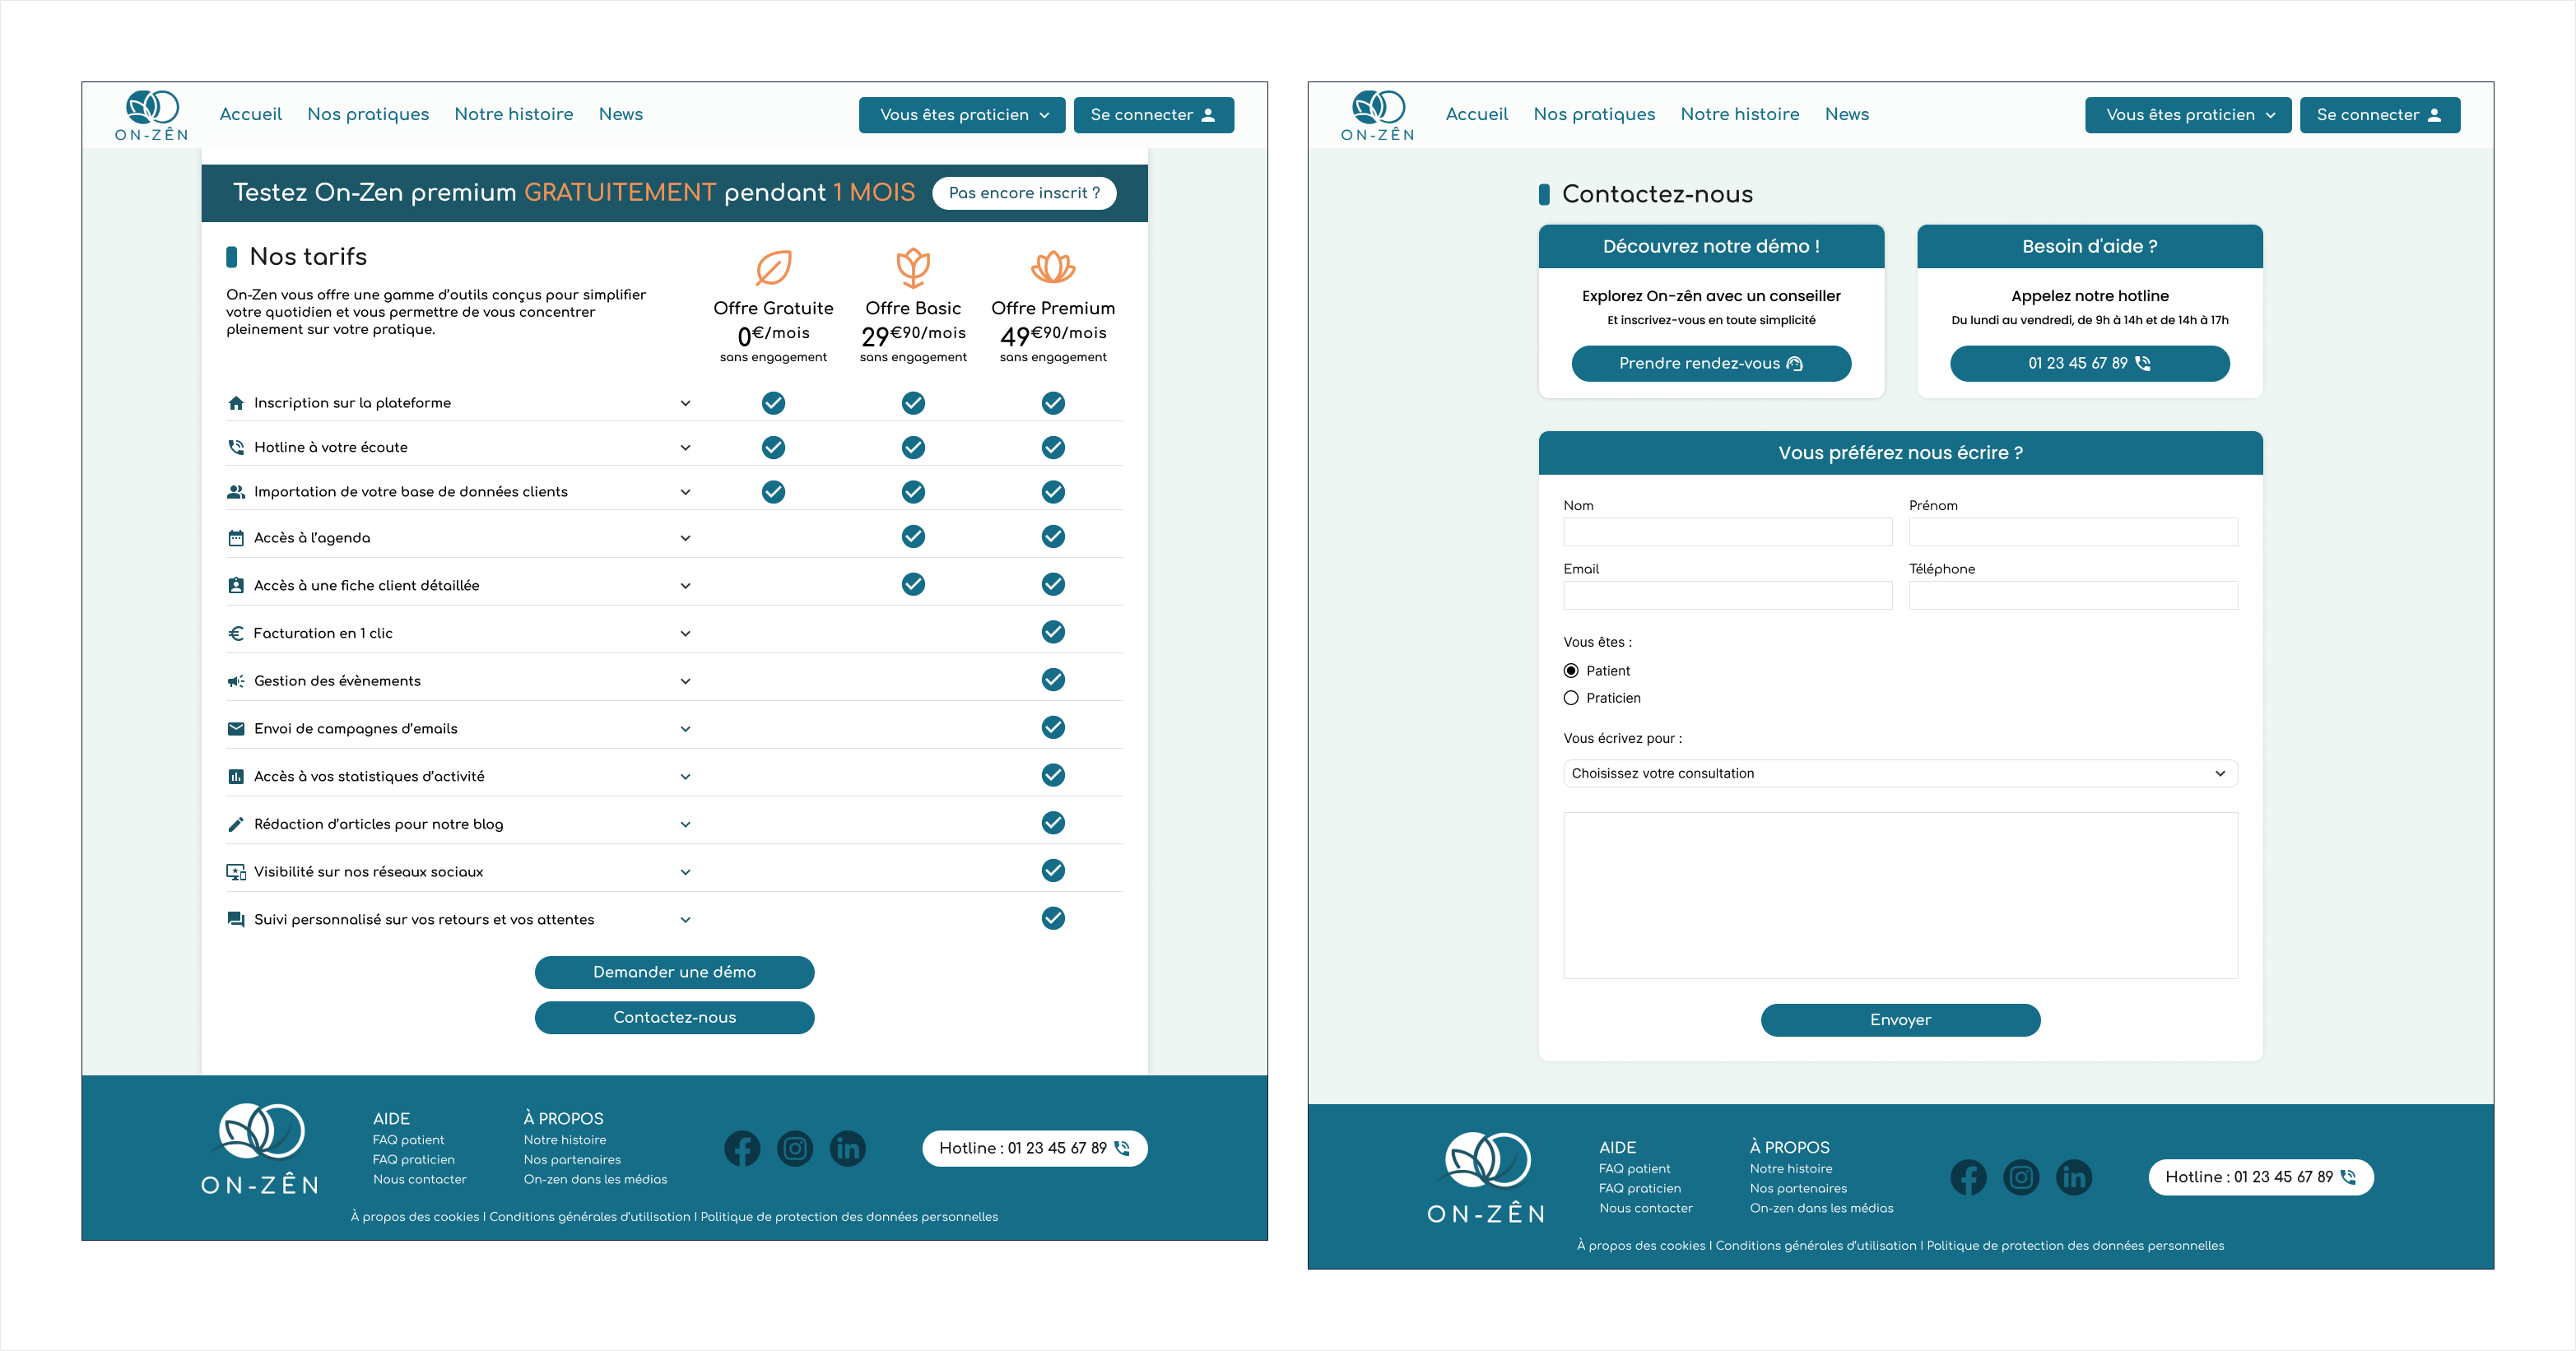 ON-ZÊN
Accueil Nos pratiques Notre histoire News
Vous êtes praticien
Se connecter
Testez On-Zen premium GRATUITEMENT pendant 1 MOIS
Pas encore inscrit ?
Nos tarifs
On-Zen vous offre une gamme d’outils conçus pour simplifier
votre quotidien et vous permettre de vous concentrer
pleinement sur votre pratique.
Offre Gratuite
0€/mois
sans engagement
Offre Basic
29€90/mois
sans engagement
Offre Premium
49€90/mois
sans engagement
Inscription sur la plateforme
Hotline à votre écoute
Importation de votre base de données clients
Accès à l’agenda
Accès à une fiche client détaillée
Facturation en 1 clic
Gestion des évènements
Envoi de campagnes d’emails
Accès à vos statistiques d’activité
Rédaction d’articles pour notre blog
Visibilité sur nos réseaux sociaux
Suivi personnalisé sur vos retours et vos attentes
Demander une démo
Contactez-nous
ON-ZÊN
AIDE
FAQ patient
FAQ praticien
Nous contacter
À PROPOS
Notre histoire
Nos partenaires
On-zen dans les médias
Hotline : 01 23 45 67 89
À propos des cookies I Conditions générales d’utilisation I Politique de protection des données personnelles
ON-ZÊN
Accueil Nos pratiques Notre histoire News
Vous êtes praticien
Se connecter
Contactez-nous
Découvrez notre démo !
Explorez On-zên avec un conseiller
Et inscrivez-vous en toute simplicité
Prendre rendez-vous
Besoin d'aide ?
Appelez notre hotline
Du lundi au vendredi, de 9h à 14h et de 14h à 17h
01 23 45 67 89
Vous préférez nous écrire ?
Nom
Prénom
Email
Téléphone
Vous êtes :
Patient
Praticien
Vous écrivez pour :
Choisissez votre consultation
Envoyer
ON-ZÊN
AIDE
FAQ patient
FAQ praticien
Nous contacter
À PROPOS
Notre histoire
Nos partenaires
On-zen dans les médias
Hotline : 01 23 45 67 89
À propos des cookies I Conditions générales d’utilisation I Politique de protection des données personnelles